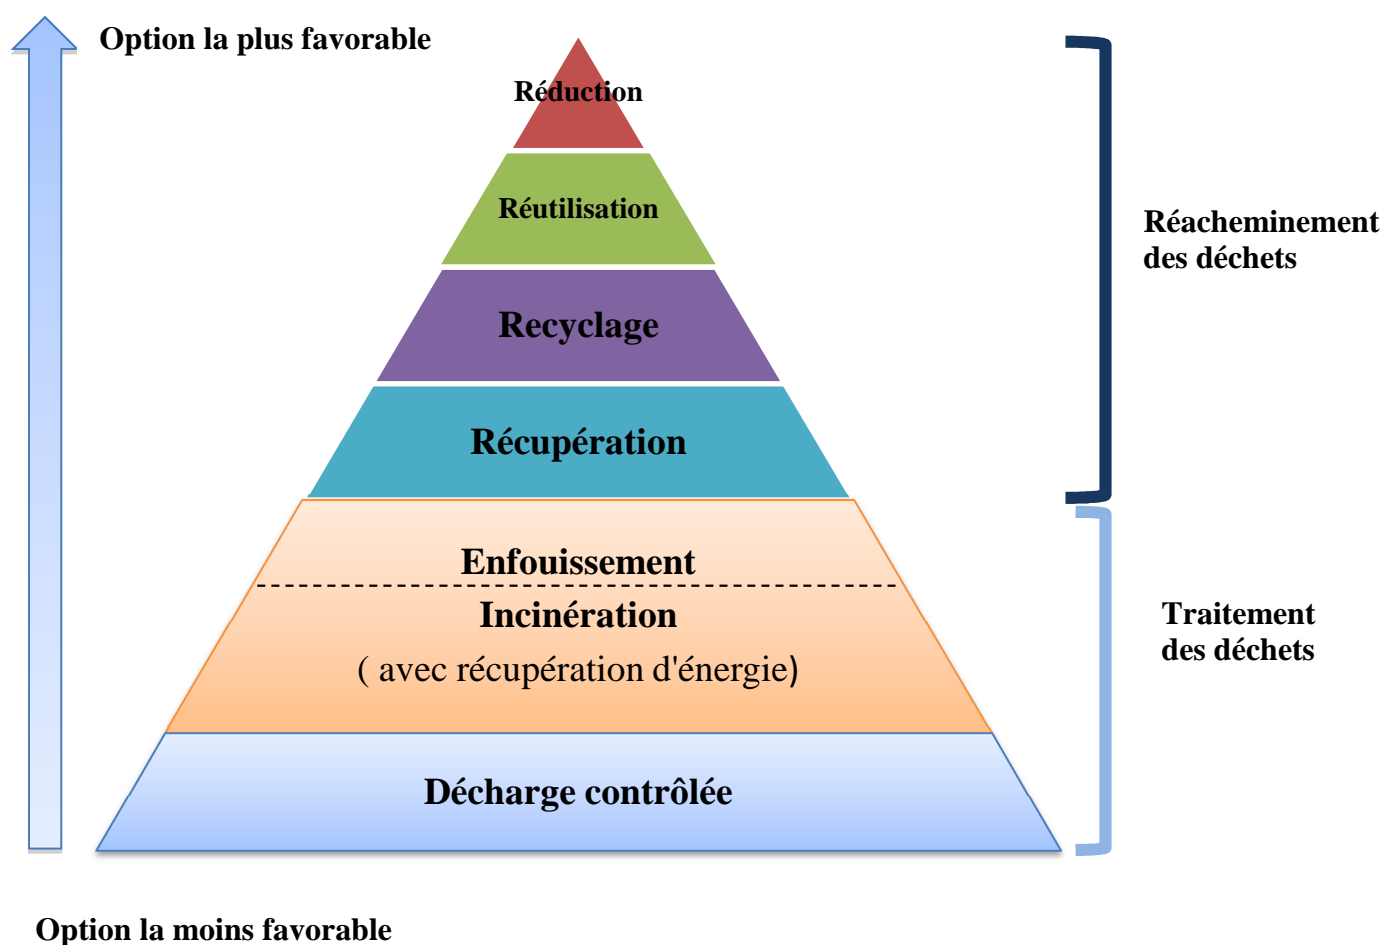 Option la plus favorable
Réduction
Réutilisation
Recyclage
Récupération
Enfouissement
Incinération
( avec récupération d'énergie)
Décharge contrôlée
Réacheminement
des déchets
Traitement
des déchets
Option la moins favorable